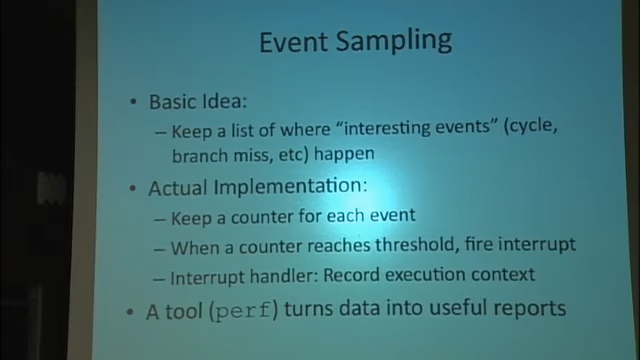 Event Sampling
• Basic Idea:
– Keep a list of where “interesting events” (cycle,
branch miss, etc) happen
• Actual Implementation:
– Keep a counter for each event
– When a counter reaches threshold, fire interrupt
– Interrupt handler: Record execution context
• A tool (perf) turns data into useful reports